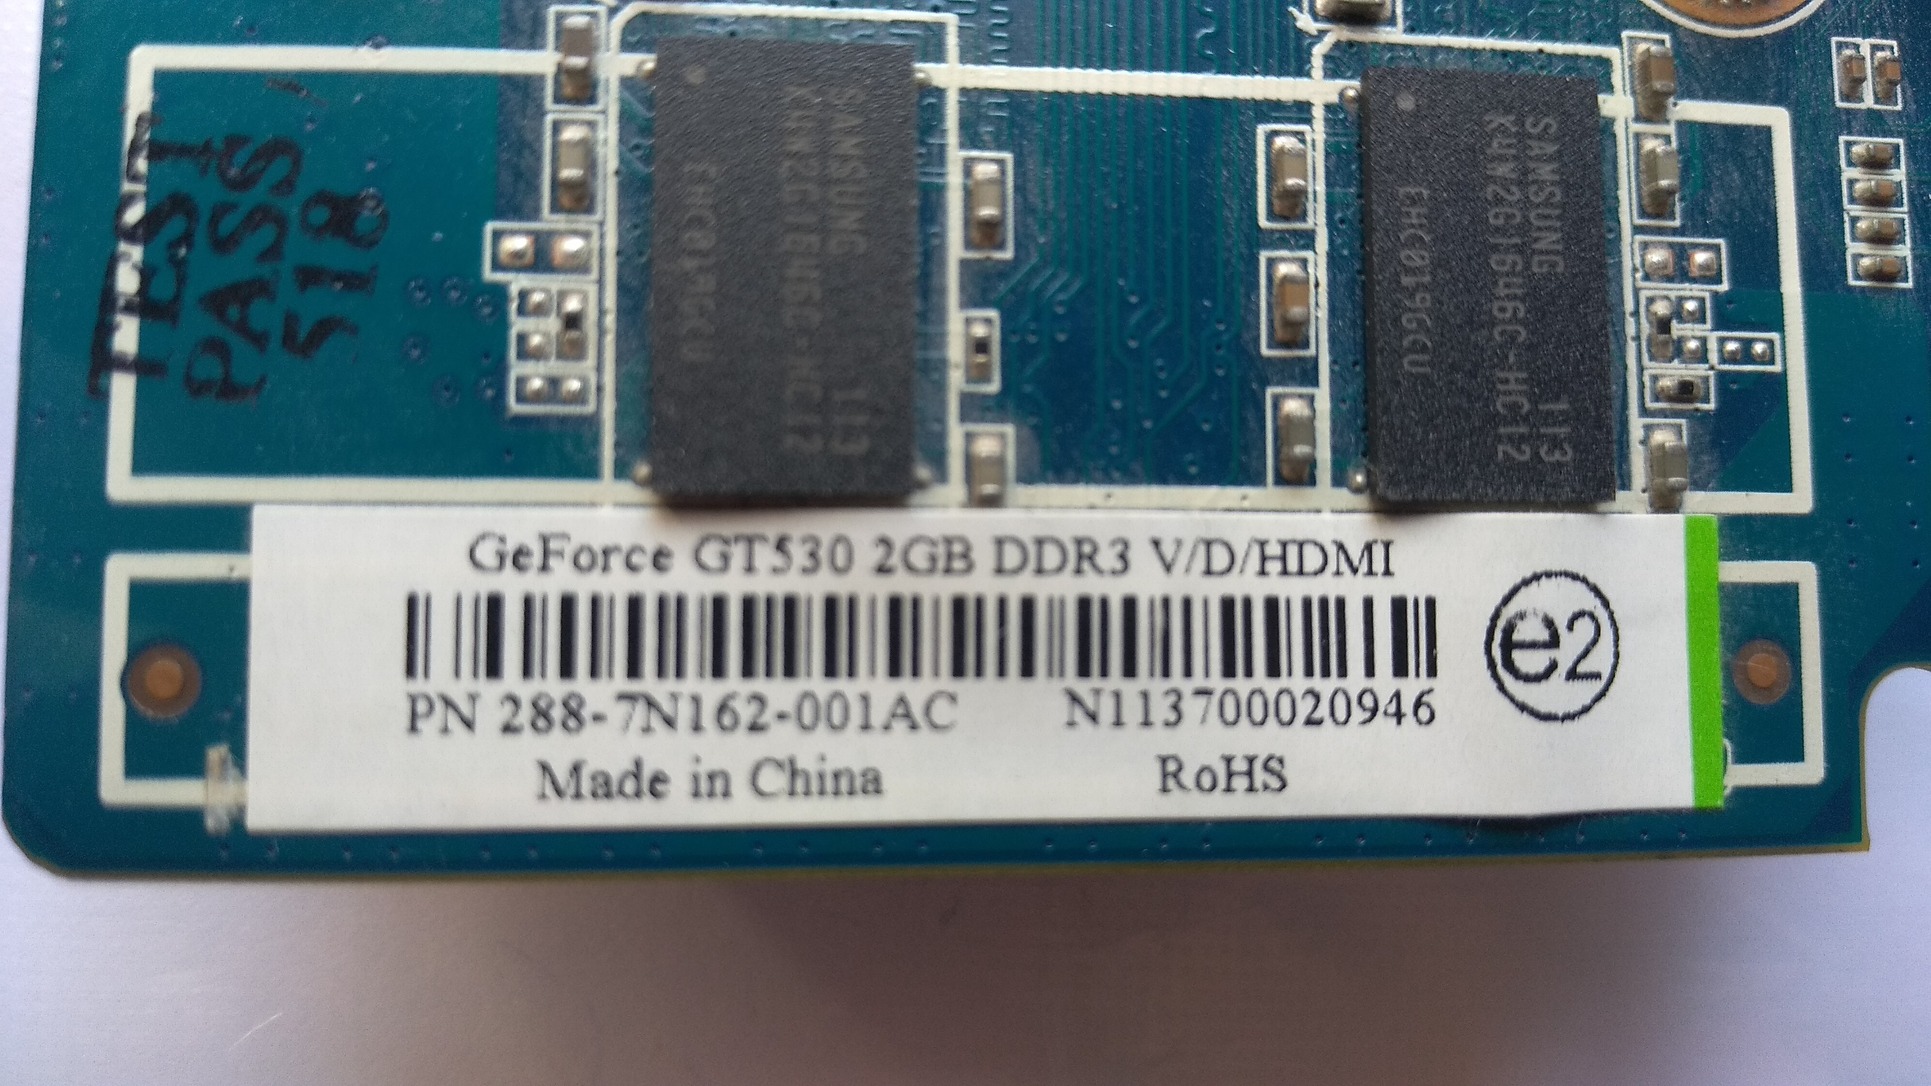 TEST
PASS
518
SAMSUNG 113
K4W2G1646C-HC12
EHC019GCU
SAMSUNG 113
K4W2G1646C-HC12
EHC019GCU
GeForce GT530 2GB DDR3 V/D/HDMI
PN 288-7N162-001AC N113700020946
e2
Made in China RoHS